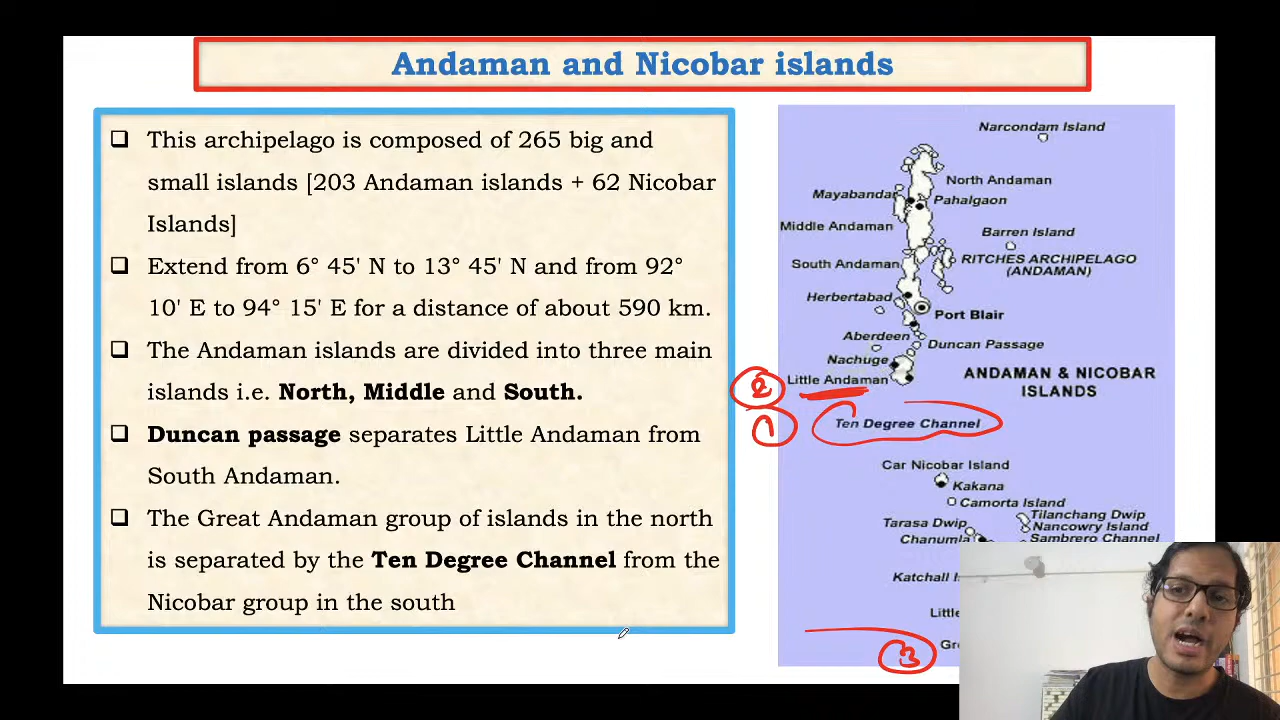 Andaman and Nicobar islands
❑ This archipelago is composed of 265 big and
small islands [203 Andaman islands + 62 Nicobar
Islands]
❑ Extend from 6° 45' N to 13° 45' N and from 92°
10' E to 94° 15' E for a distance of about 590 km.
❑ The Andaman islands are divided into three main
islands i.e. North, Middle and South.
❑ Duncan passage separates Little Andaman from
South Andaman.
❑ The Great Andaman group of islands in the north
is separated by the Ten Degree Channel from the
Nicobar group in the south
Narcondam Island
North Andaman
Mayabandar
Pahalgaon
Middle Andaman
Barren Island
South Andaman
RITCHES ARCHIPELAGO
(ANDAMAN)
Herbertabad
Port Blair
Aberdeen
Duncan Passage
Nachuge
Little Andaman
ANDAMAN & NICOBAR
ISLANDS
2
1
Ten Degree Channel
Car Nicobar Island
Kakana
Camorta Island
Tilanchang Dwip
Tarasa Dwip
Nancowry Island
Chanumla
Sambrero Channel
Katchall I
Little
Gre
3